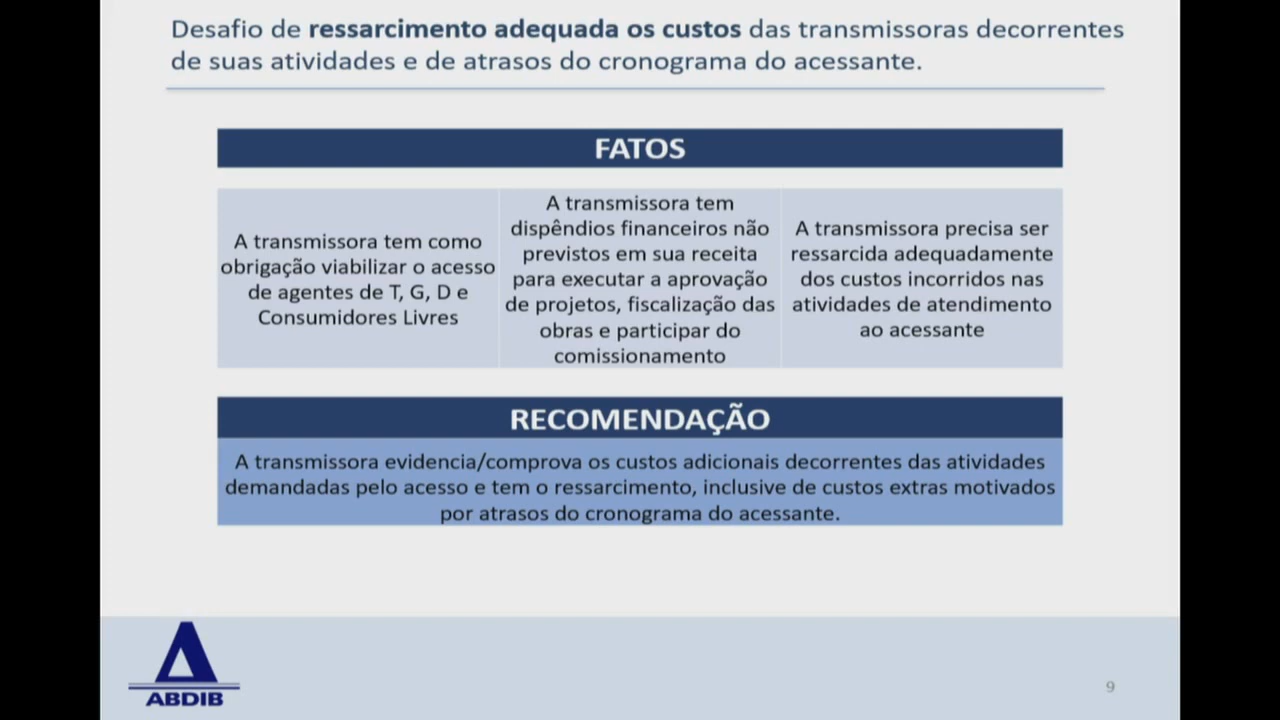 Desafio de ressarcimento adequada os custos das transmissoras decorrentes
de suas atividades e de atrasos do cronograma do acessante.
FATOS
A transmissora tem como
obrigação viabilizar o acesso
de agentes de T, G, D e
Consumidores Livres
A transmissora tem
dispêndios financeiros não
previstos em sua receita
para executar a aprovação
de projetos, fiscalização das
obras e participar do
comissionamento
A transmissora precisa ser
ressarcida adequadamente
dos custos incorridos nas
atividades de atendimento
ao acessante
RECOMENDAÇÃO
A transmissora evidencia/comprova os custos adicionais decorrentes das atividades
demandadas pelo acesso e tem o ressarcimento, inclusive de custos extras motivados
por atrasos do cronograma do acessante.
ABDIB
9